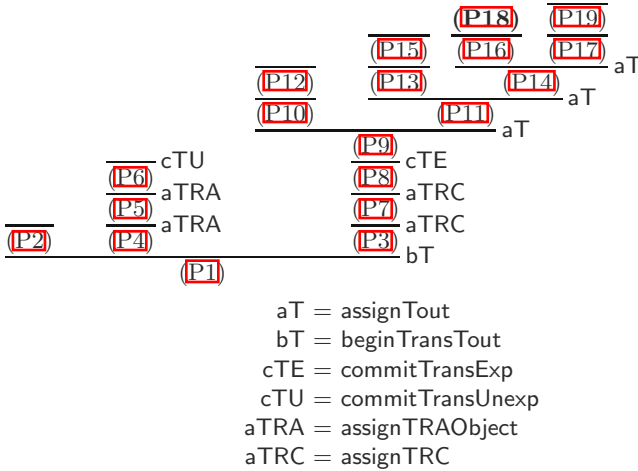 (P18) (P19)
(P15) (P16) (P17) aT
(P12) (P13) (P14) aT
(P10) (P11) aT
(P9) cTE
cTU
(P6) (P8) aTRC
aTRA
(P5) (P7) aTRC
aTRA
(P2) (P4) (P3) bT
(P1)
aT = assignTout
bT = beginTransTout
cTE = commitTransExp
cTU = commitTransUnexp
aTRA = assignTRAObject
aTRC = assignTRC